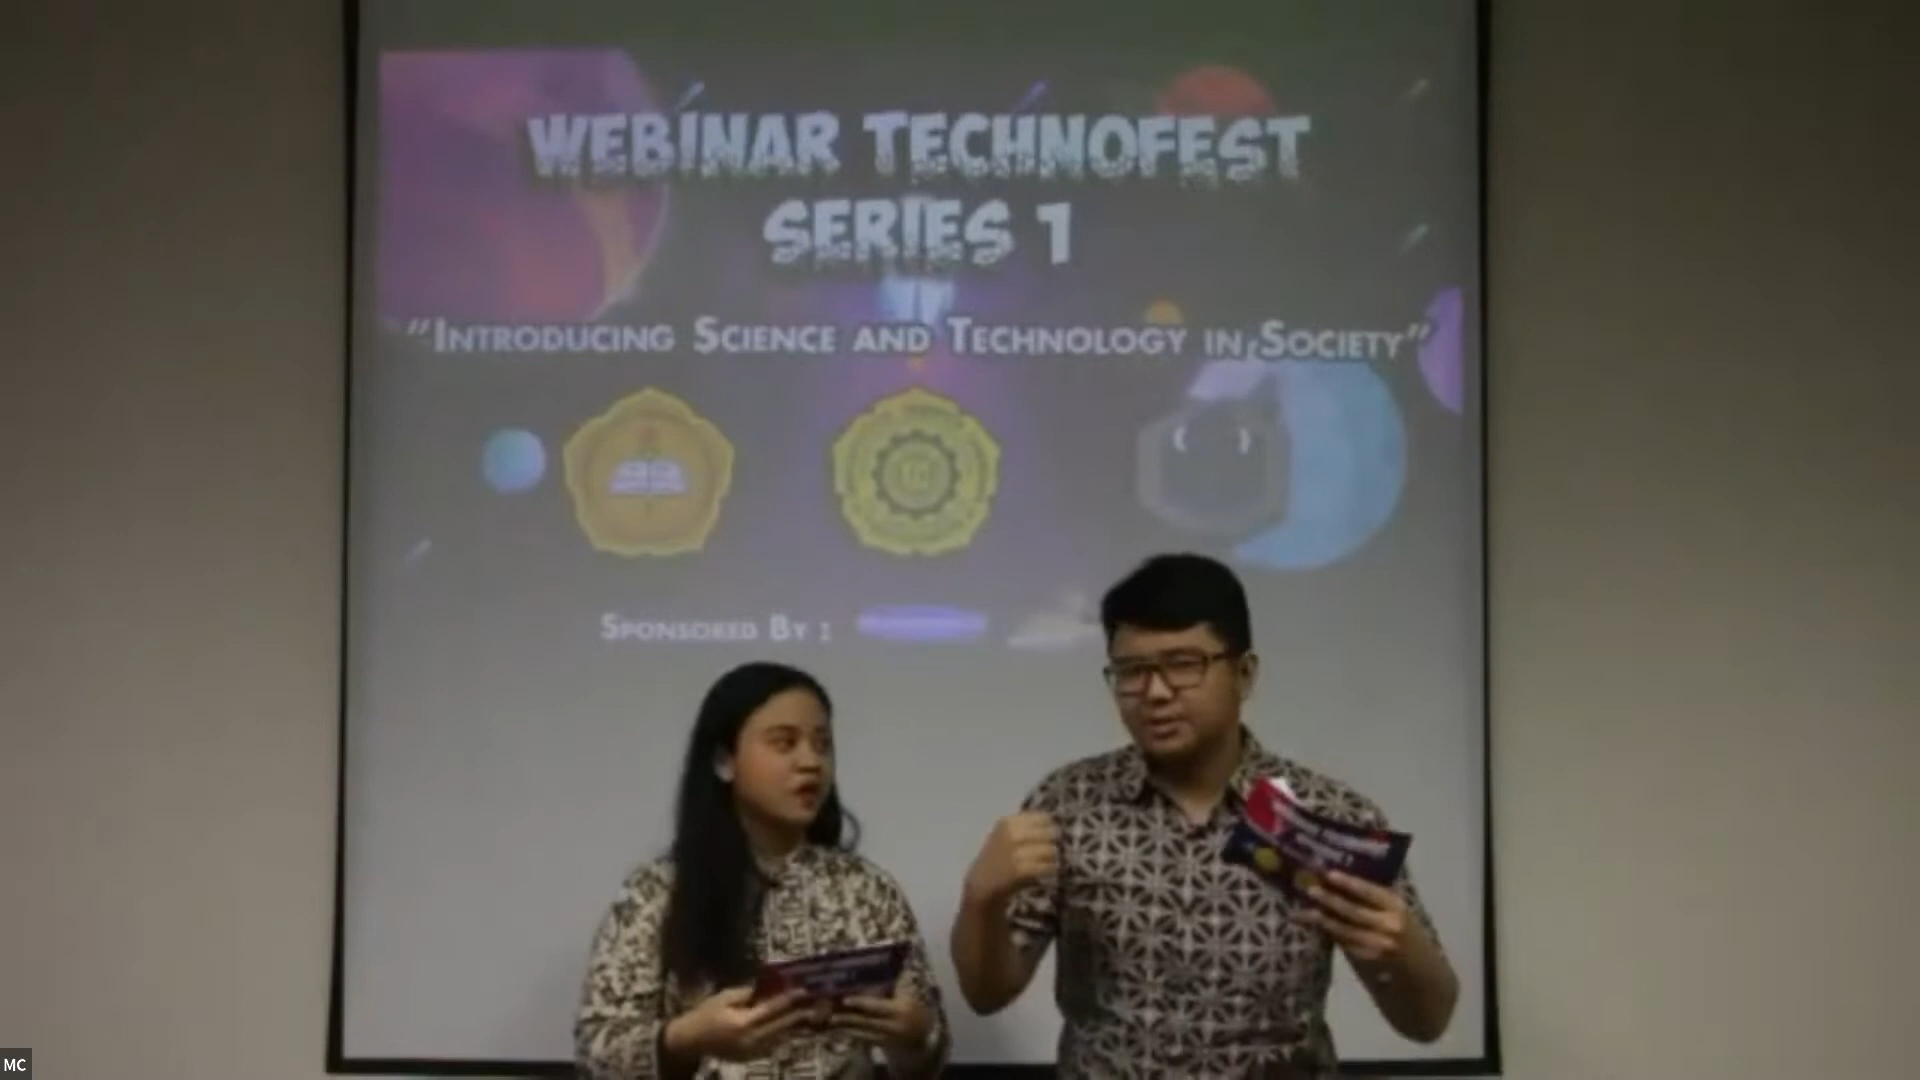 WEBINAR TECHNOFEST
SERIES 1
"INTRODUCING SCIENCE AND TECHNOLOGY IN SOCIETY"
SPONSORED BY :
MC